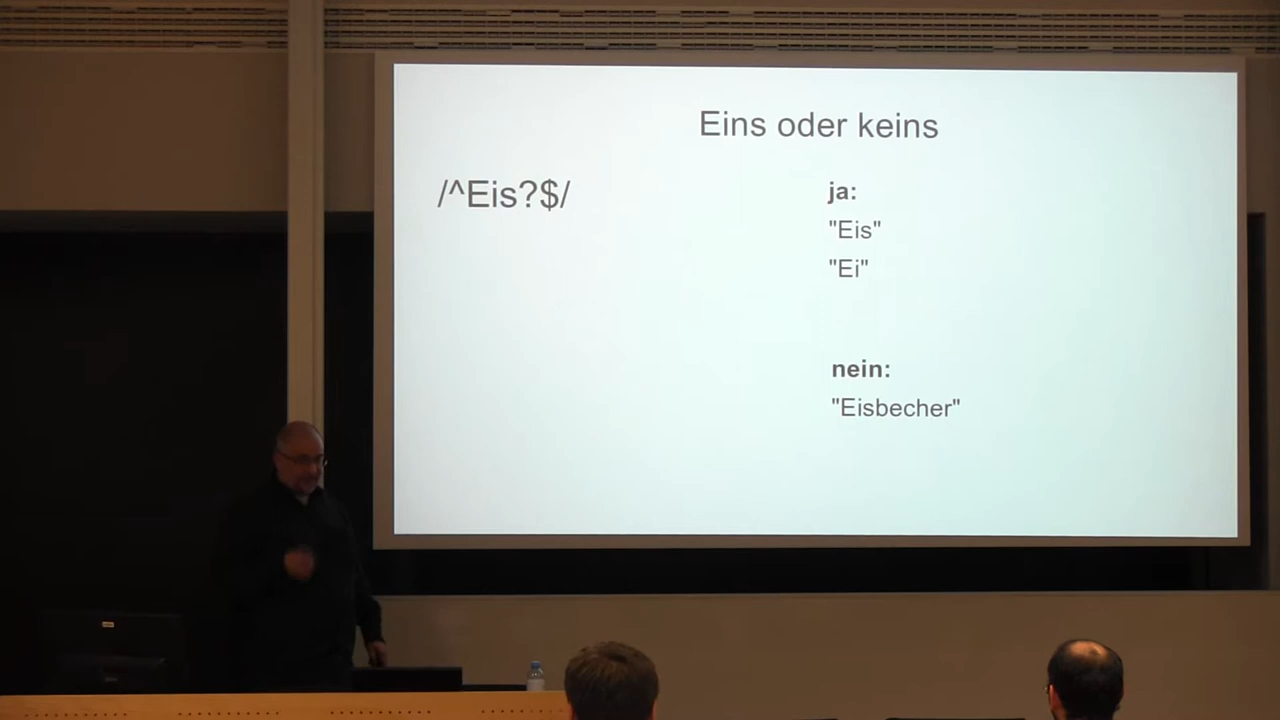 Eins oder keins
/^Eis?$/
ja:
"Eis"
"Ei"
nein:
"Eisbecher"